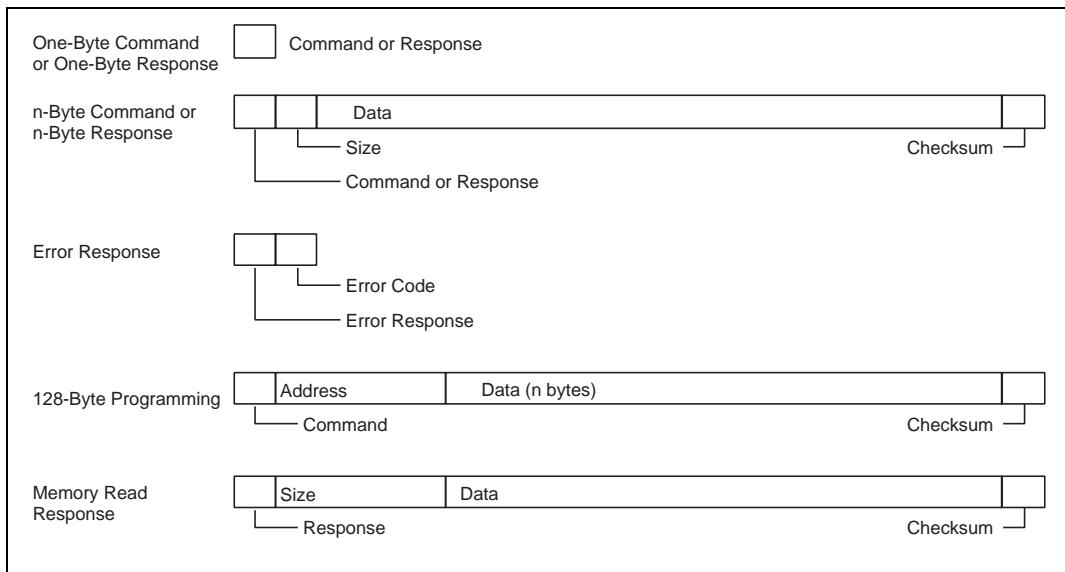 One-Byte Command
or One-Byte Response
Command or Response
n-Byte Command or
n-Byte Response
Data
Size
Checksum
Command or Response
Error Response
Error Code
Error Response
128-Byte Programming
Address
Data (n bytes)
Command
Checksum
Memory Read
Response
Size
Data
Response
Checksum